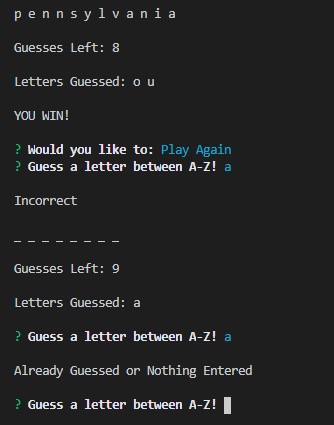 p e n n s y l v a n i a
Guesses Left: 8
Letters Guessed: o u
YOU WIN!
? Would you like to: Play Again
? Guess a letter between A-Z! a
Incorrect
_ _ _ _ _ _ _ _
Guesses Left: 9
Letters Guessed: a
? Guess a letter between A-Z! a
Already Guessed or Nothing Entered
? Guess a letter between A-Z!